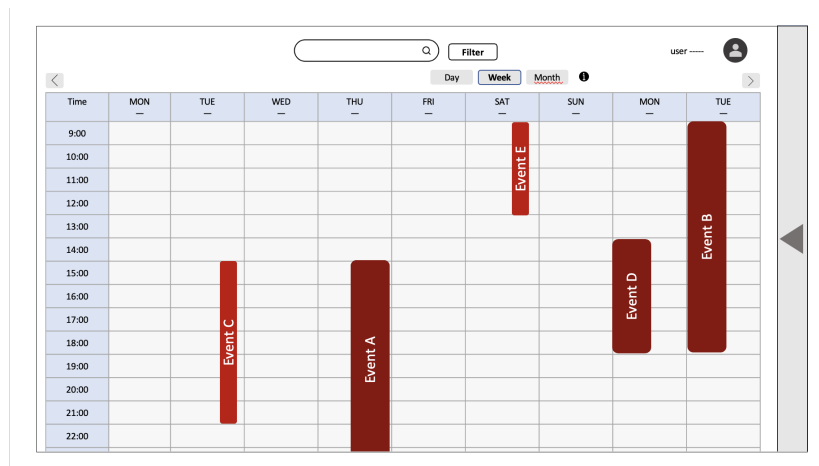 Filter
user -----
Day Week Month i
Time MON TUE WED THU FRI SAT SUN MON TUE
— — — — — — — — —
9:00
10:00
11:00
12:00
13:00
14:00
15:00
16:00
17:00
18:00
19:00
20:00
21:00
22:00
Event E
Event B
Event D
Event C
Event A